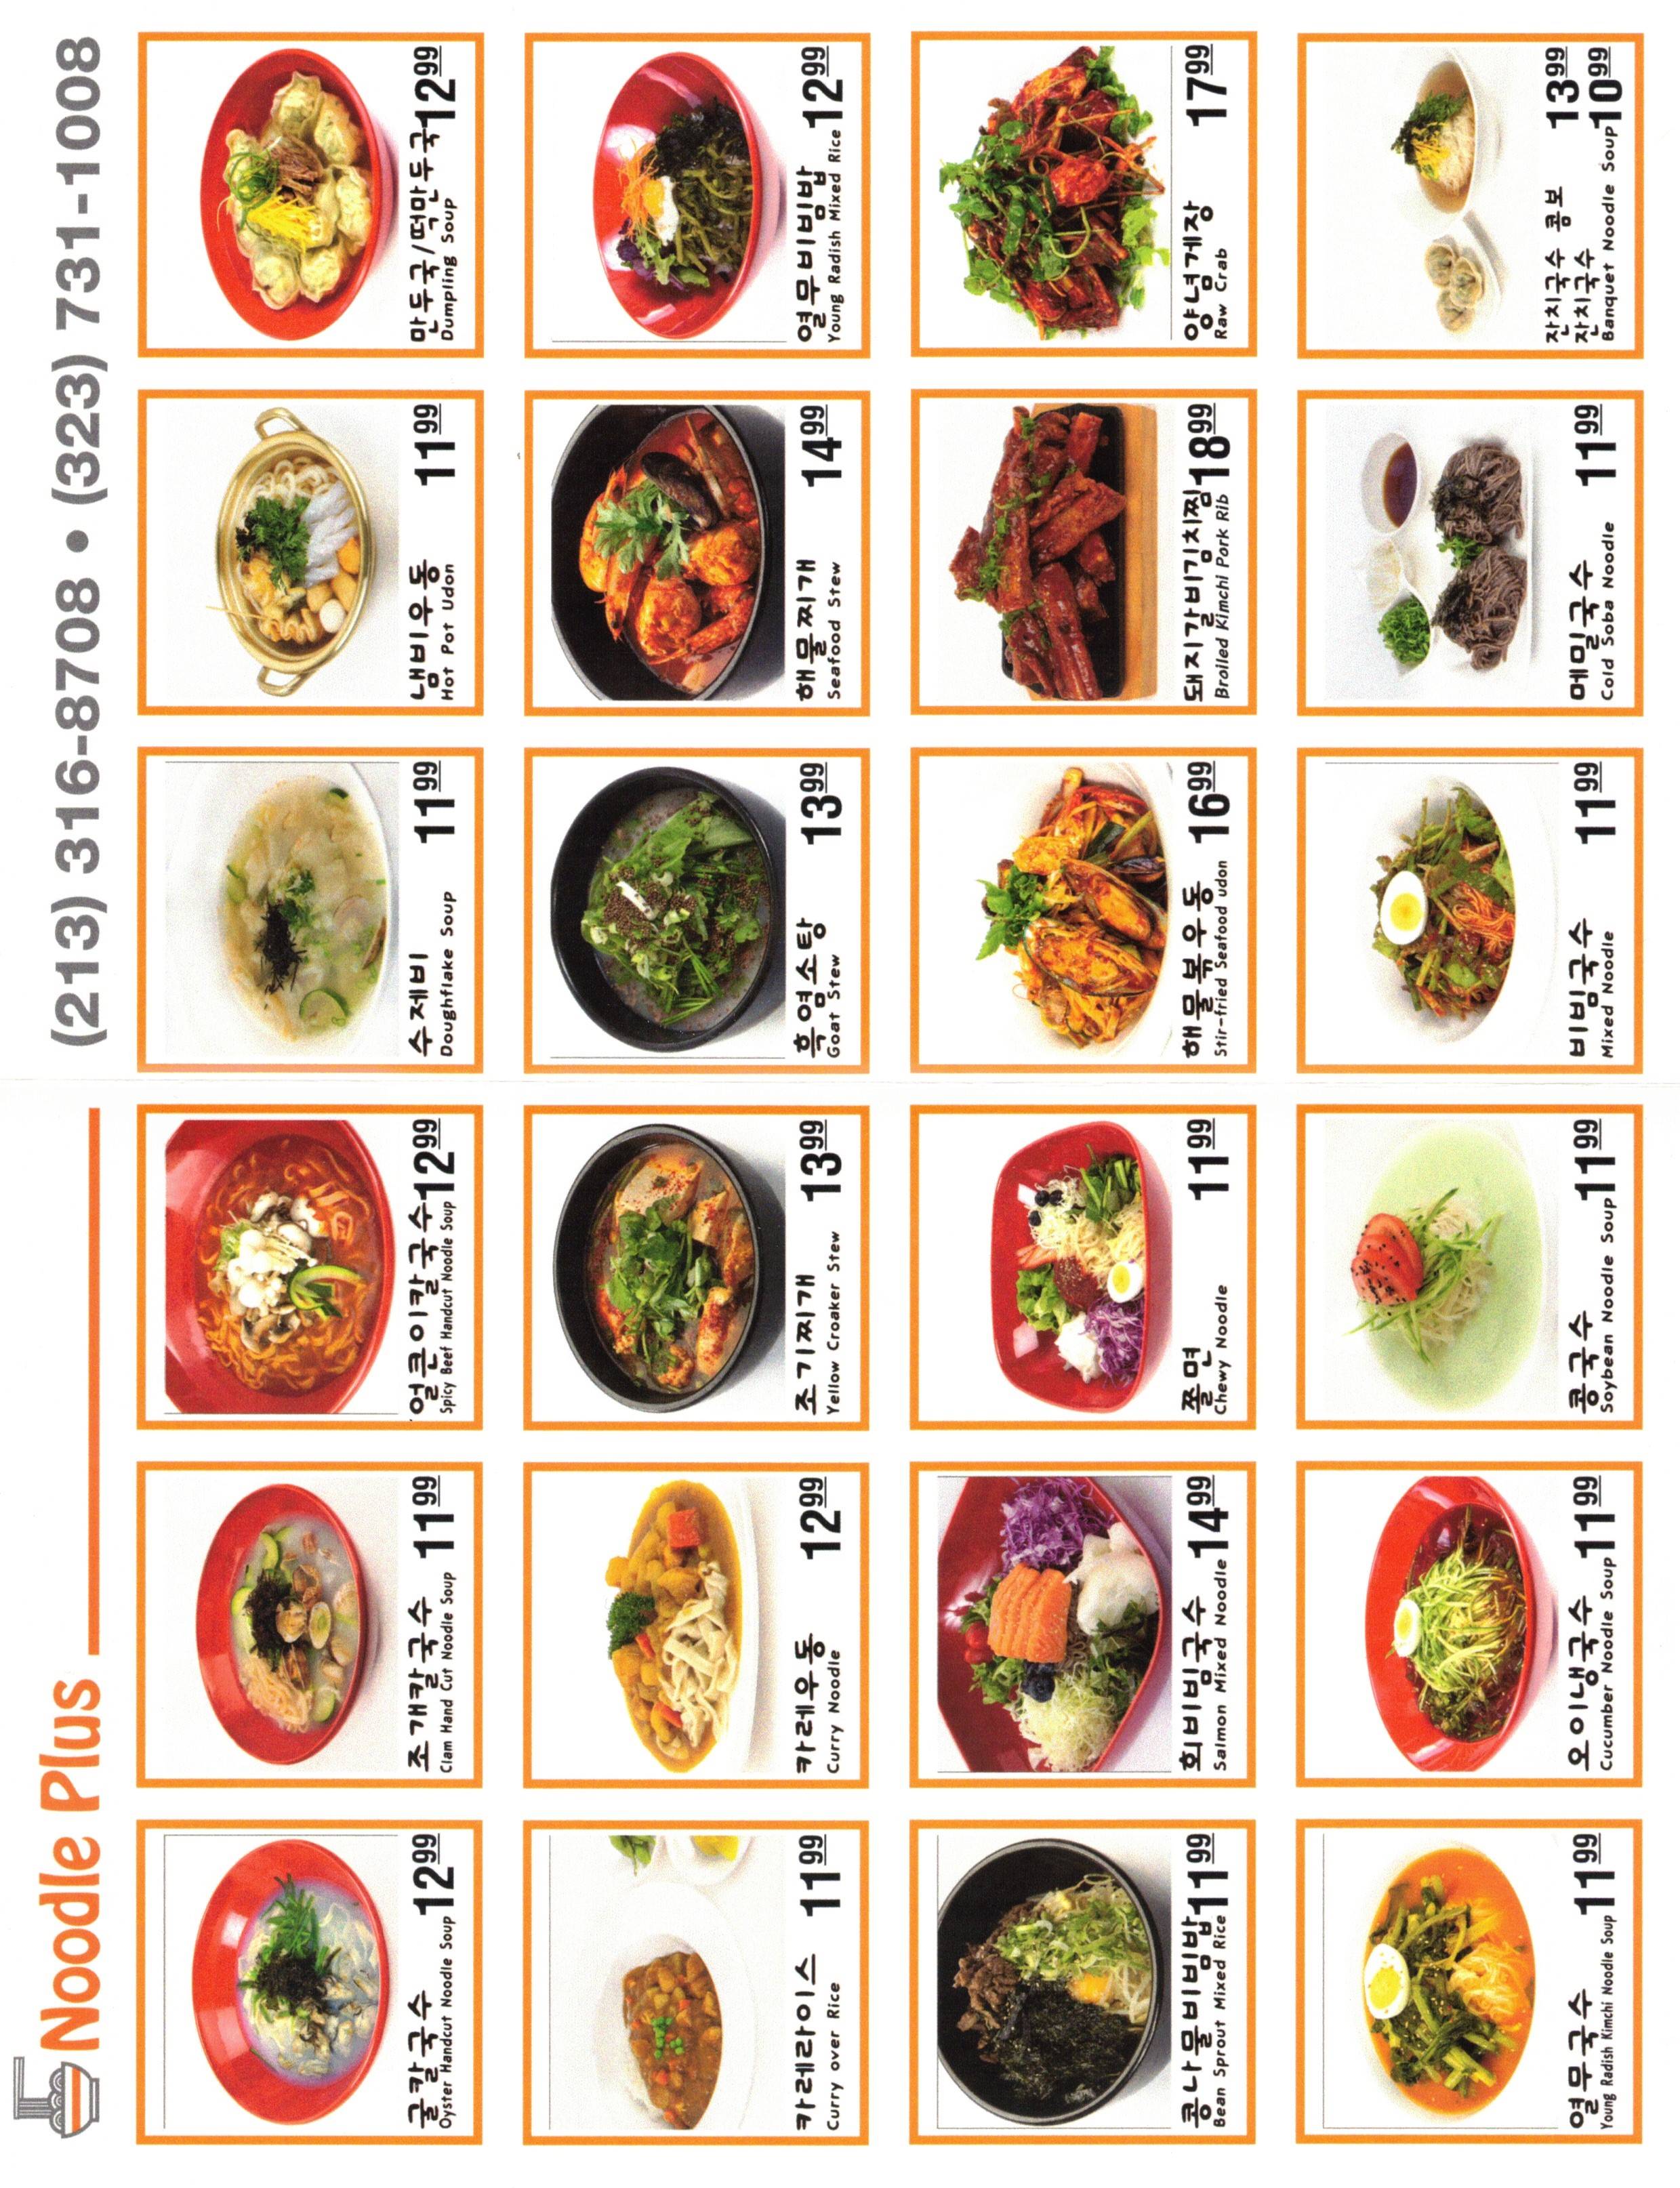 Noodle Plus
(213) 316-8708 • (323) 731-1008
굴칼국수 12.99
Oyster Handcut Noodle Soup
조개칼국수 11.99
Clam Hand Cut Noodle Soup
얼큰이칼국수 12.99
Spicy Beef Handcut Noodle Soup
수제비 11.99
Doughflake Soup
냄비우동 11.99
Hot Pot Udon
만두국/떡만두국 12.99
Dumpling Soup
카레라이스 11.99
Curry over Rice
카레우동 12.99
Curry Noodle
조기찌개 13.99
Yellow Croaker Stew
흑염소탕 13.99
Goat Stew
해물찌개 14.99
Seafood Stew
열무비빔밥 12.99
Young Radish Mixed Rice
콩나물비빔밥 11.99
Bean Sprout Mixed Rice
회비빔국수 14.99
Salmon Mixed Noodle
쫄면 11.99
Chewy Noodle
해물볶우동 16.99
Stir-fried Seafood udon
돼지갈비김치찜 18.99
Broiled Kimchi Pork Rib
양념게장 17.99
Raw Crab
열무국수 11.99
Young Radish Kimchi Noodle Soup
오이냉국수 11.99
Cucumber Noodle Soup
콩국수 11.99
Soybean Noodle Soup
비빔국수 11.99
Mixed Noodle
메밀국수 11.99
Cold Soba Noodle
잔치국수 콤보 13.99
잔치국수
Banquet Noodle Soup 10.99